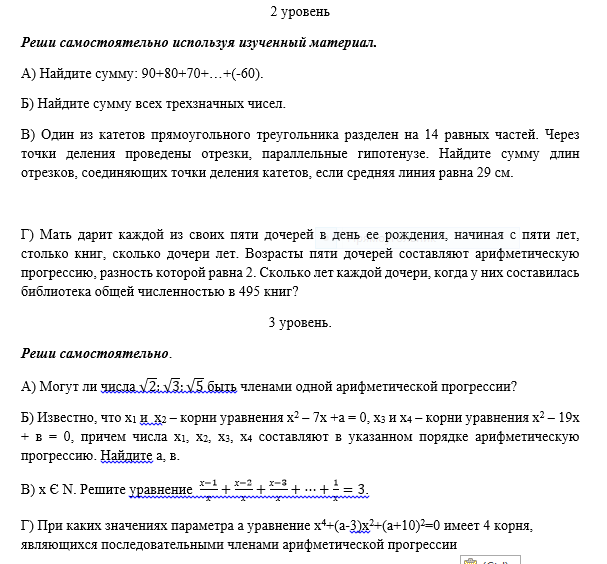 2 уровень
Реши самостоятельно используя изученный материал.
А) Найдите сумму: 90+80+70+…+(-60).
Б) Найдите сумму всех трехзначных чисел.
В) Один из катетов прямоугольного треугольника разделен на 14 равных частей. Через
точки деления проведены отрезки, параллельные гипотенузе. Найдите сумму длин
отрезков, соединяющих точки деления катетов, если средняя линия равна 29 см.
Г) Мать дарит каждой из своих пяти дочерей в день ее рождения, начиная с пяти лет,
столько книг, сколько дочери лет. Возрасты пяти дочерей составляют арифметическую
прогрессию, разность которой равна 2. Сколько лет каждой дочери, когда у них составилась
библиотека общей численностью в 495 книг?
3 уровень.
Реши самостоятельно.
А) Могут ли числа √2; √3; √5 быть членами одной арифметической прогрессии?
Б) Известно, что x₁ и x₂ – корни уравнения x² – 7x +a = 0, x₃ и x₄ – корни уравнения x² – 19x
+ в = 0, причем числа x₁, x₂, x₃, x₄ составляют в указанном порядке арифметическую
прогрессию. Найдите а, в.
В) x Є N. Решите уравнение (x−1)/x + (x−2)/x + (x−3)/x + ⋯ + 1/x = 3.
Г) При каких значениях параметра а уравнение x⁴+(a-3)x²+(a+10)²=0 имеет 4 корня,
являющихся последовательными членами арифметической прогрессии